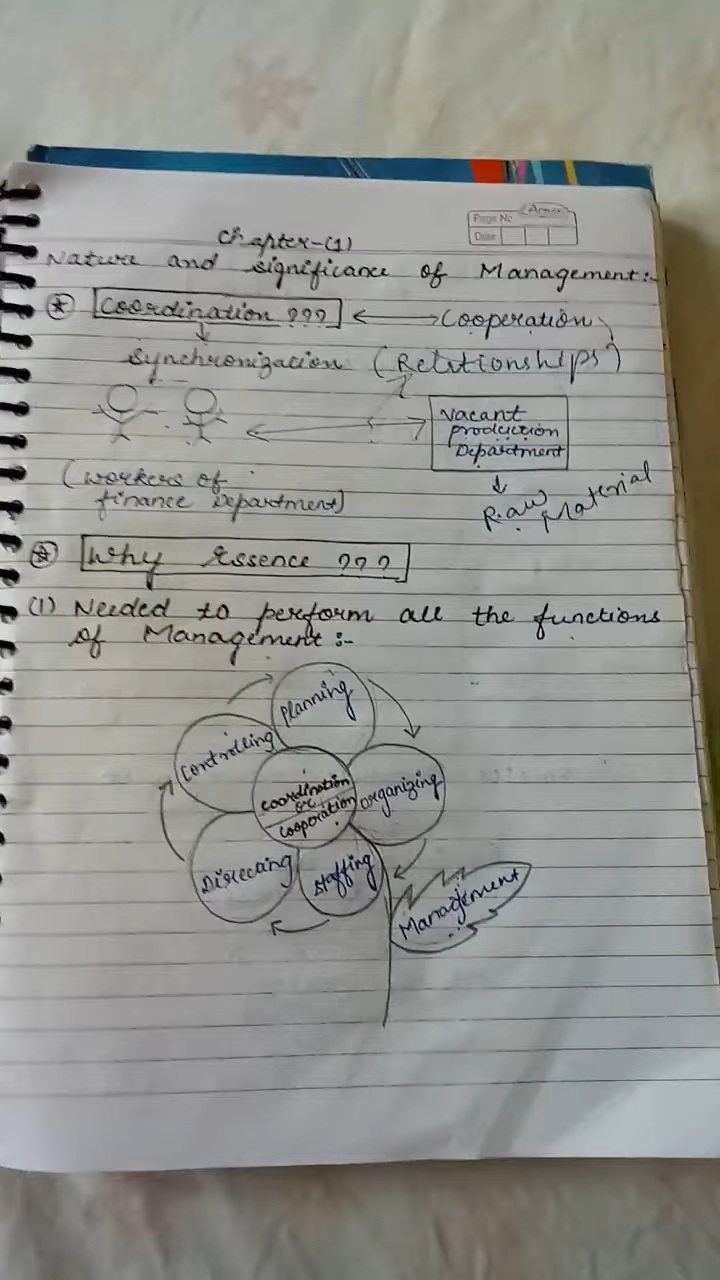 Page No
Date
Chapter-(1)
Nature and significance of Management:-
* Coordination ??? Cooperation
Synchronization (Relationships)
Vacant
production
Department
(workers of
finance Department)
Raw Material
* Why Essence ???
(1) Needed to perform all the functions
of Management :-
Planning
Controlling
coordination
or
cooperation
organizing
Directing
Staffing
Management